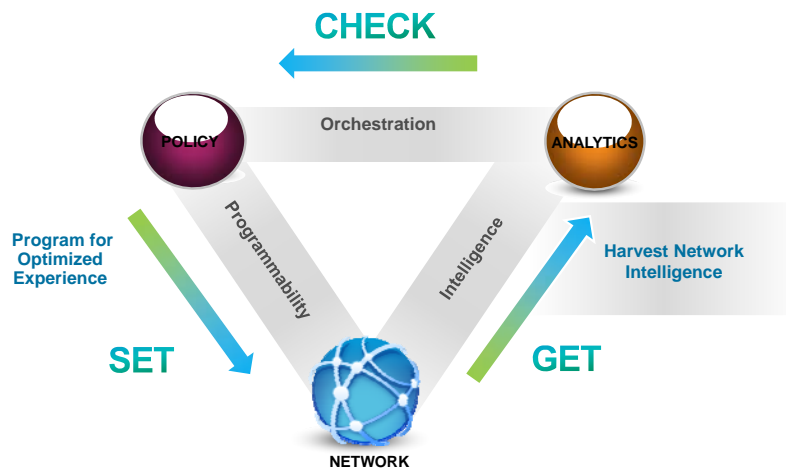 CHECK
Orchestration
POLICY
ANALYTICS
Programmability
Intelligence
Program for
Optimized
Experience
Harvest Network
Intelligence
SET
GET
NETWORK